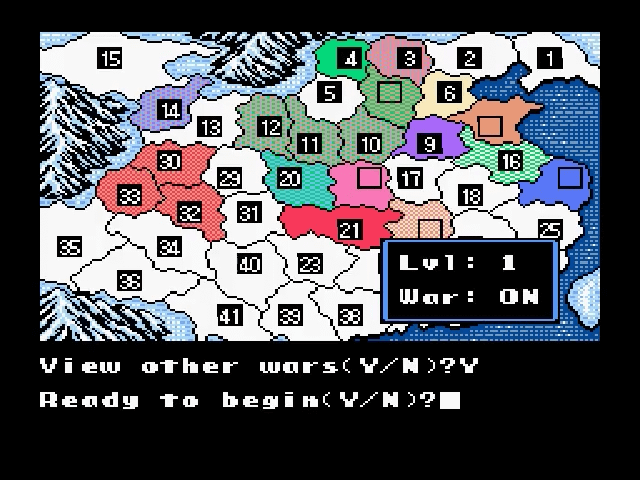 15 4 3 2 1
5 6
14
13 12 11 10 9
16
30 29 20 17
33 32 31 18
21 25
35 34
40 23
36
41 39 38
Lvl: 1
War: ON
View other wars(Y/N)?Y
Ready to begin(Y/N)?